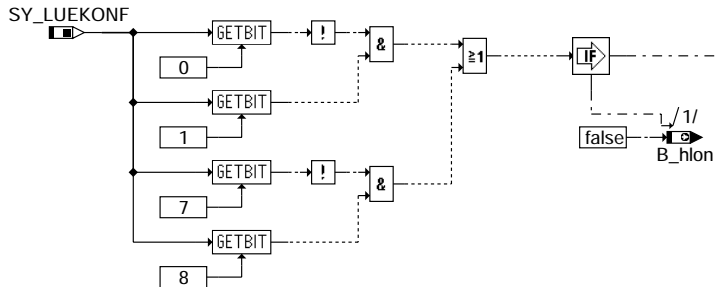 SY_LUEKONF
GETBIT
!
&
≧1
IF
0
GETBIT
1
/1/
false
B_hlon
GETBIT
!
&
7
GETBIT
8